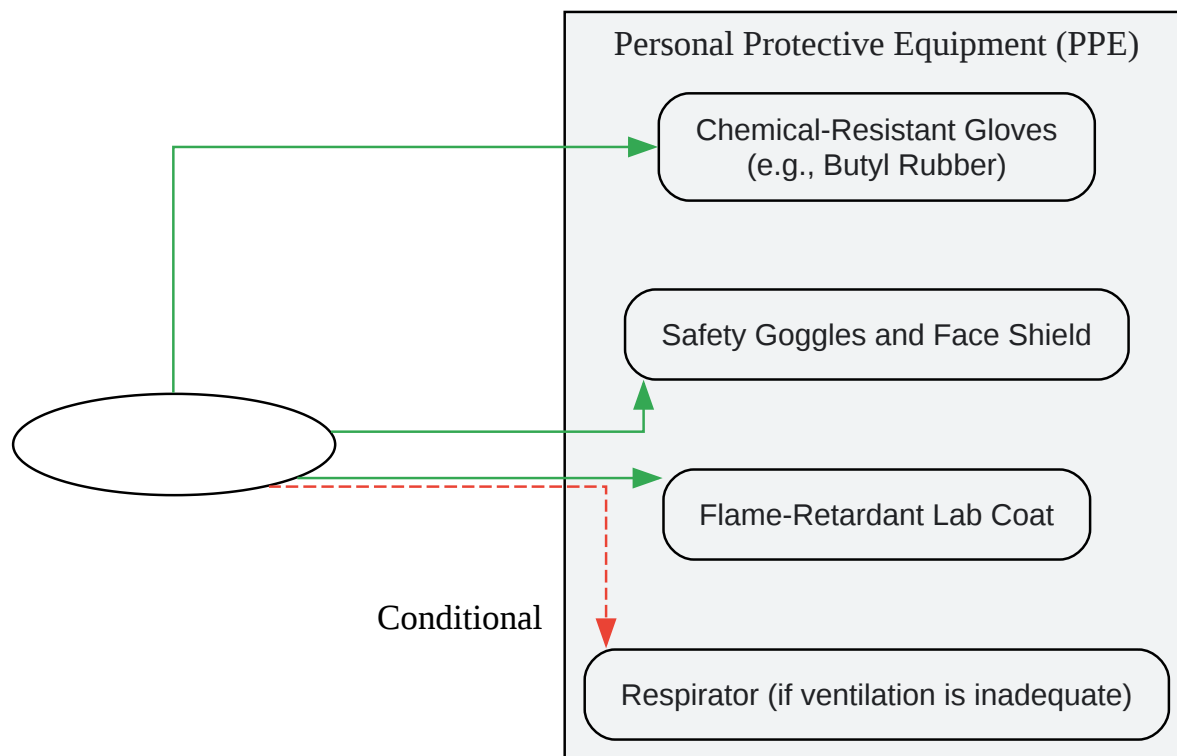 Personal Protective Equipment (PPE)
Chemical-Resistant Gloves
(e.g., Butyl Rubber)
Safety Goggles and Face Shield
Flame-Retardant Lab Coat
Conditional
Respirator (if ventilation is inadequate)